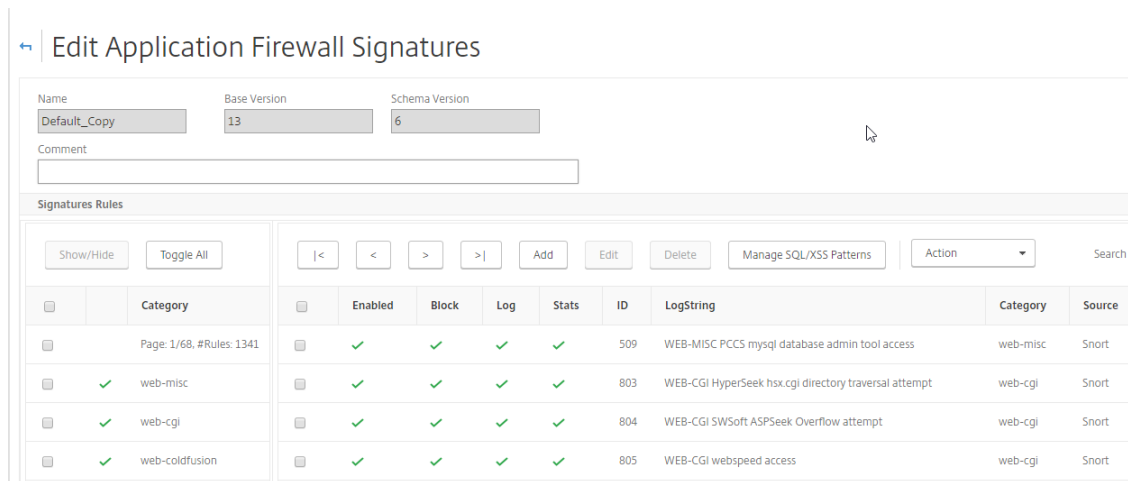 Edit Application Firewall Signatures
Name Base Version Schema Version
Default_Copy 13 6
Comment
Signatures Rules
Show/Hide Toggle All |< < > >| Add Edit Delete Manage SQL/XSS Patterns Action Search
Category Enabled Block Log Stats ID LogString Category Source
Page: 1/68, #Rules: 1341 509 WEB-MISC PCCS mysql database admin tool access web-misc Snort
web-misc 803 WEB-CGI HyperSeek hsx.cgi directory traversal attempt web-cgi Snort
web-cgi 804 WEB-CGI SWSoft ASPSeek Overflow attempt web-cgi Snort
web-coldfusion 805 WEB-CGI webspeed access web-cgi Snort